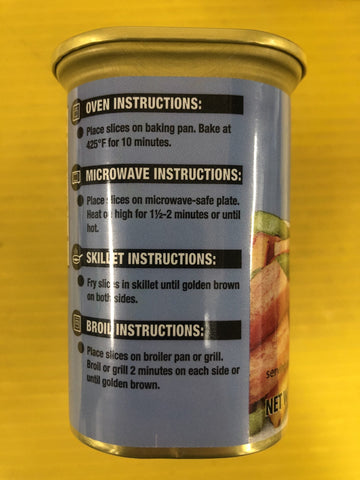 OVEN INSTRUCTIONS:
Place slices on baking pan. Bake at
425°F for 10 minutes.
MICROWAVE INSTRUCTIONS:
Place slices on microwave-safe plate.
Heat on high for 1½-2 minutes or until
hot.
SKILLET INSTRUCTIONS:
Fry slices in skillet until golden brown
on both sides.
BROIL INSTRUCTIONS:
Place slices on broiler pan or grill.
Broil or grill 2 minutes on each side or
until golden brown.
NET